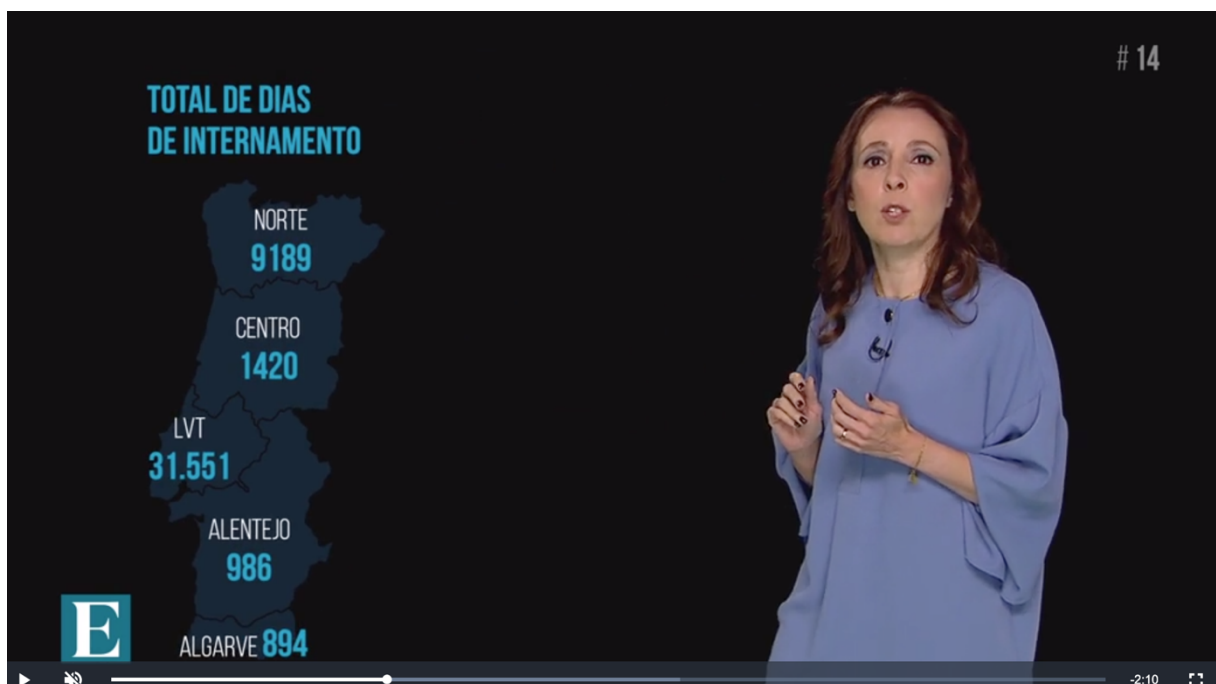 # 14
TOTAL DE DIAS
DE INTERNAMENTO
NORTE
9189
CENTRO
1420
LVT
31.551
ALENTEJO
986
ALGARVE 894
E
-2:10